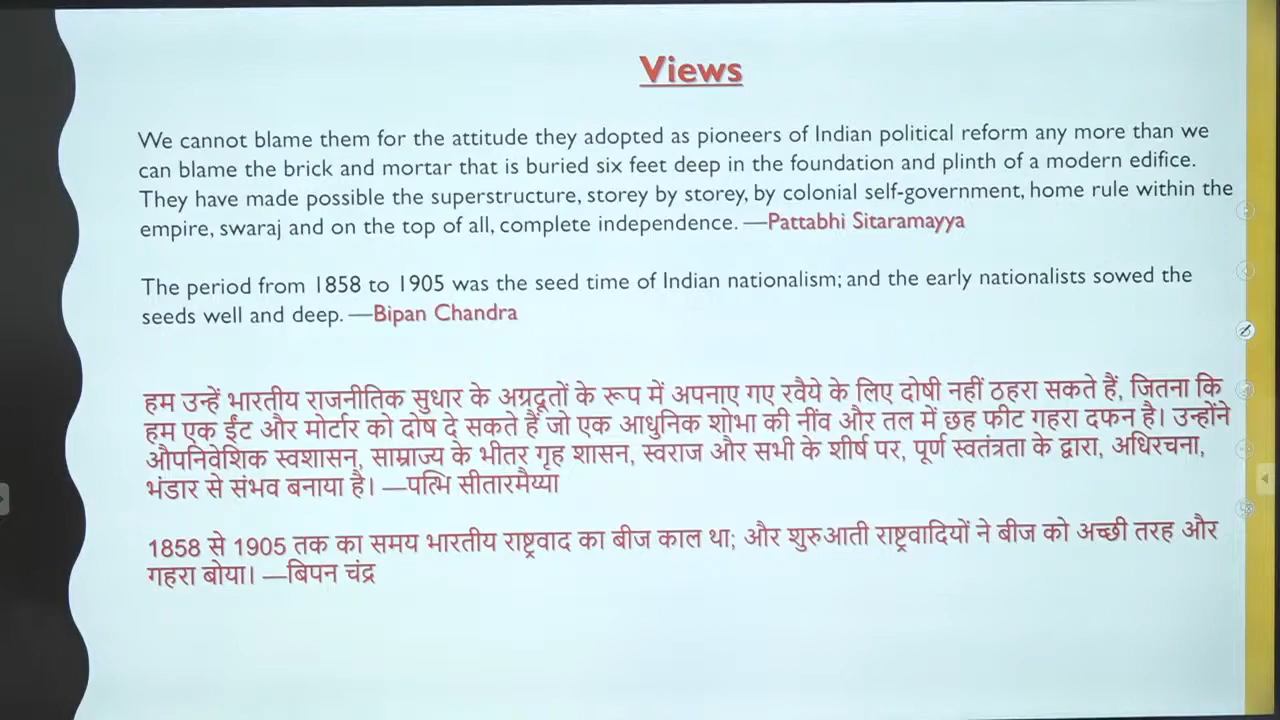 Views
We cannot blame them for the attitude they adopted as pioneers of Indian political reform any more than we
can blame the brick and mortar that is buried six feet deep in the foundation and plinth of a modern edifice.
They have made possible the superstructure, storey by storey, by colonial self-government, home rule within the
empire, swaraj and on the top of all, complete independence. —Pattabhi Sitaramayya
The period from 1858 to 1905 was the seed time of Indian nationalism; and the early nationalists sowed the
seeds well and deep. —Bipan Chandra
हम उन्हें भारतीय राजनीतिक सुधार के अग्रदूतों के रूप में अपनाए गए रवैये के लिए दोषी नहीं ठहरा सकते हैं, जितना कि
हम एक ईंट और मोर्टार को दोष दे सकते हैं जो एक आधुनिक शोभा की नींव और तल में छह फीट गहरा दफन है। उन्होंने
औपनिवेशिक स्वशासन, साम्राज्य के भीतर गृह शासन, स्वराज और सभी के शीर्ष पर, पूर्ण स्वतंत्रता के द्वारा, अधिरचना,
भंडार से संभव बनाया है। —पत्भि सीतारमैय्या
1858 से 1905 तक का समय भारतीय राष्ट्रवाद का बीज काल था; और शुरुआती राष्ट्रवादियों ने बीज को अच्छी तरह और
गहरा बोया। —बिपन चंद्र